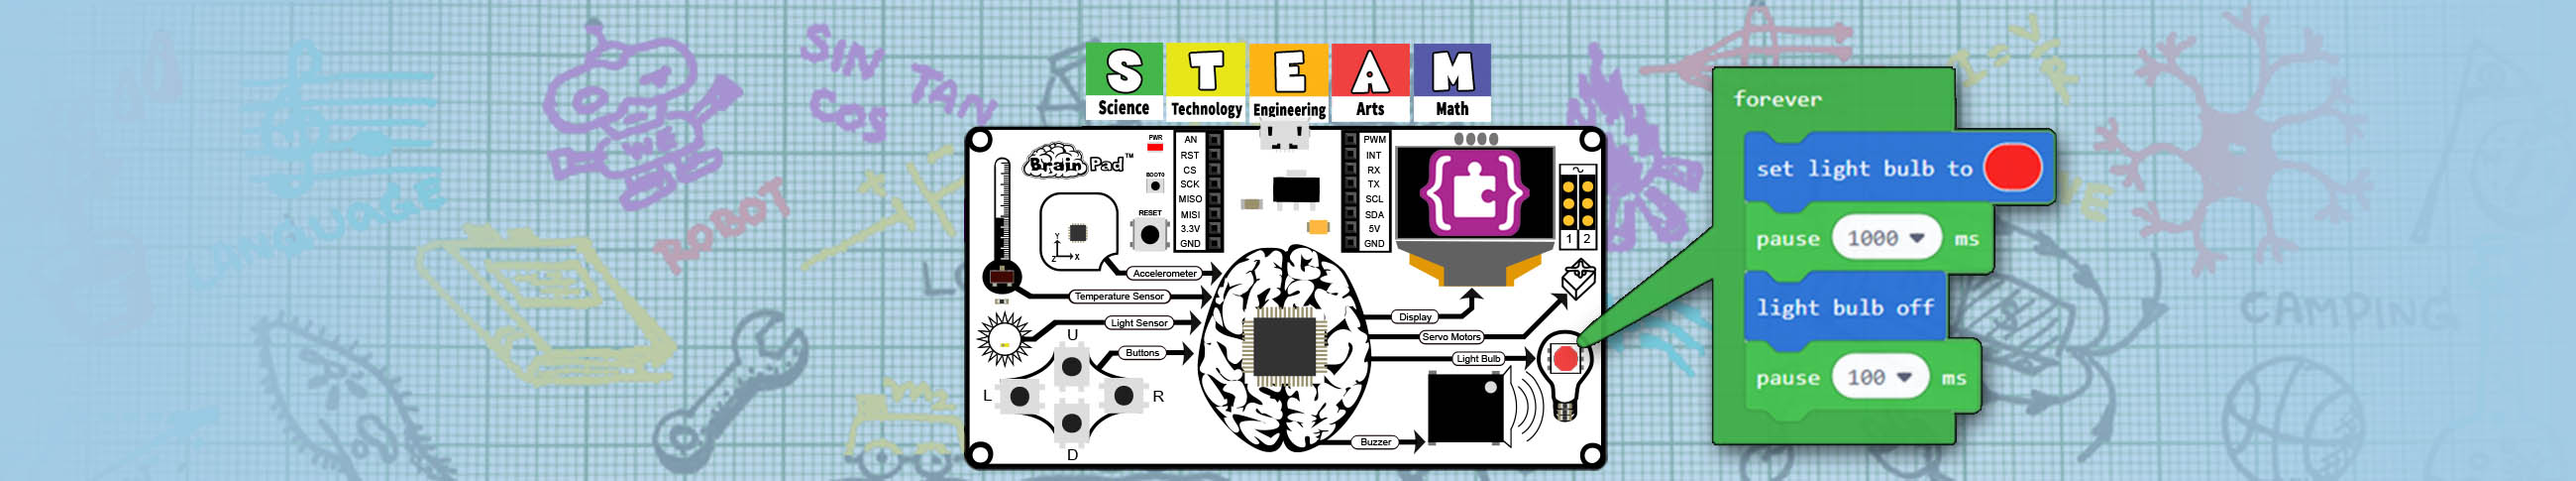 S T E A M
Science Technology Engineering Arts Math
Brain Pad™
PWR
BOOT0
RESET
AN
RST
CS
SCK
MISO
MISI
3.3V
GND
PWM
INT
RX
TX
SCL
SDA
5V
GND
1 2
Y
Z X
Accelerometer
Temperature Sensor
Light Sensor
Buttons
U
L R
D
Display
Servo Motors
Light Bulb
Buzzer
forever
set light bulb to
pause 1000 ms
light bulb off
pause 100 ms
SIN
COS
TAN
LANGUAGE
ROBOT
WE
I=V/R
CAMPING